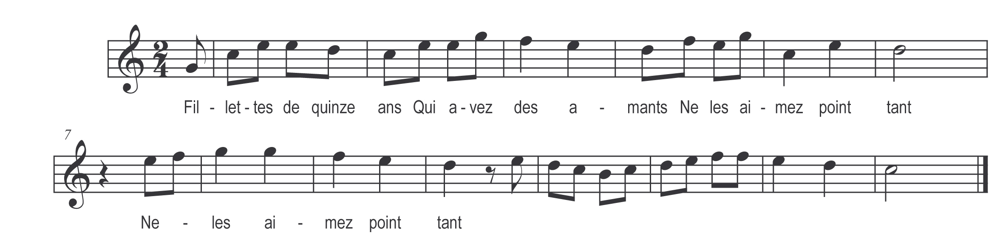 Fil - let - tes de quinze ans Qui a - vez des a - mants Ne les ai - mez point tant
7
Ne - les ai - mez point tant